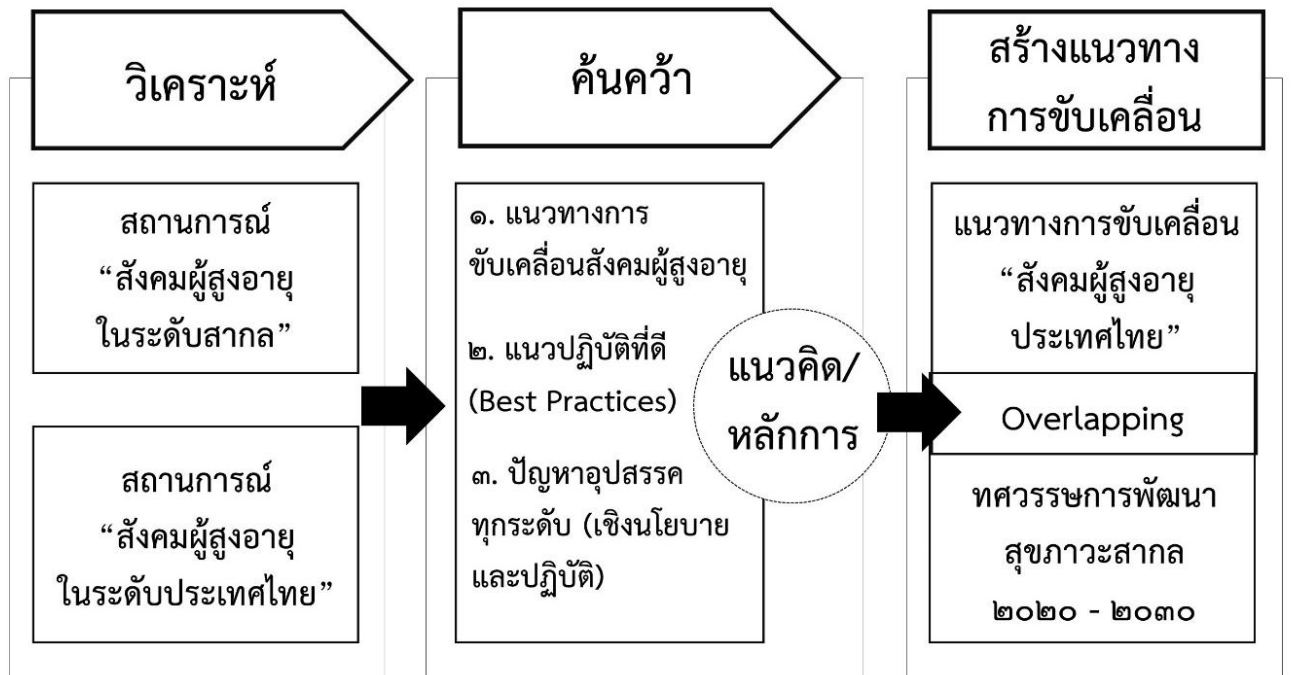 วิเคราะห์
สถานการณ์
“สังคมผู้สูงอายุ
ในระดับสากล”
สถานการณ์
“สังคมผู้สูงอายุ
ในระดับประเทศไทย”
ค้นคว้า
๑. แนวทางการ
ขับเคลื่อนสังคมผู้สูงอายุ
๒. แนวปฏิบัติที่ดี
(Best Practices)
๓. ปัญหาอุปสรรค
ทุกระดับ (เชิงนโยบาย
และปฏิบัติ)
แนวคิด/
หลักการ
สร้างแนวทาง
การขับเคลื่อน
แนวทางการขับเคลื่อน
“สังคมผู้สูงอายุ
ประเทศไทย”
Overlapping
ทศวรรษการพัฒนา
สุขภาวะสากล
๒๐๒๐ - ๒๐๓๐